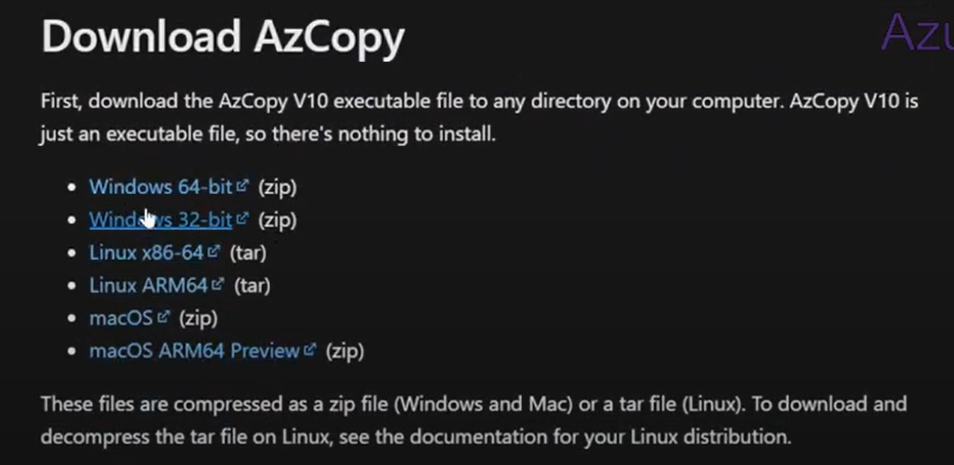 Download AzCopy
Azu
First, download the AzCopy V10 executable file to any directory on your computer. AzCopy V10 is
just an executable file, so there's nothing to install.
• Windows 64-bit (zip)
• Windows 32-bit (zip)
• Linux x86-64 (tar)
• Linux ARM64 (tar)
• macOS (zip)
• macOS ARM64 Preview (zip)
These files are compressed as a zip file (Windows and Mac) or a tar file (Linux). To download and
decompress the tar file on Linux, see the documentation for your Linux distribution.